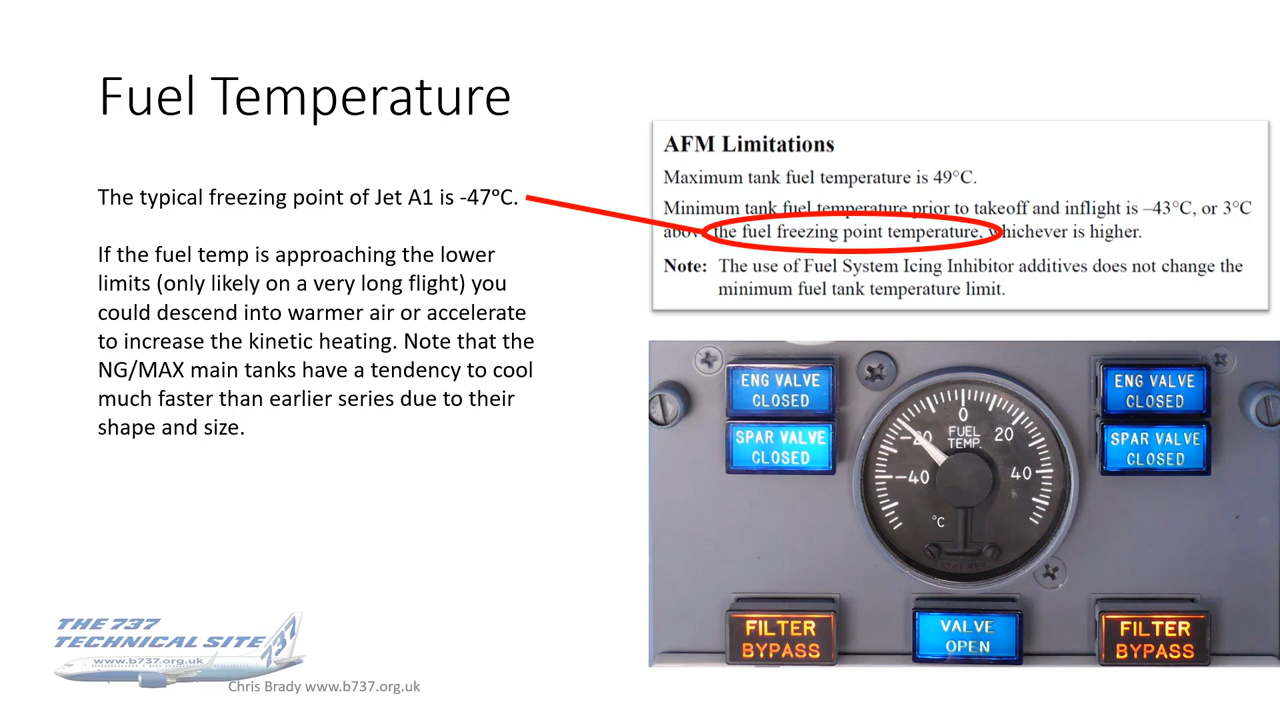 Fuel Temperature
The typical freezing point of Jet A1 is -47°C.
If the fuel temp is approaching the lower
limits (only likely on a very long flight) you
could descend into warmer air or accelerate
to increase the kinetic heating. Note that the
NG/MAX main tanks have a tendency to cool
much faster than earlier series due to their
shape and size.
AFM Limitations
Maximum tank fuel temperature is 49°C.
Minimum tank fuel temperature prior to takeoff and inflight is –43°C, or 3°C
above the fuel freezing point temperature, whichever is higher.
Note: The use of Fuel System Icing Inhibitor additives does not change the
minimum fuel tank temperature limit.
ENG VALVE
CLOSED
SPAR VALVE
CLOSED
0
–20 FUEL 20
TEMP.
–40 40
°C
ENG VALVE
CLOSED
SPAR VALVE
CLOSED
FILTER
BYPASS
VALVE
OPEN
FILTER
BYPASS
THE 737
TECHNICAL SITE
737
www.b737.org.uk
Chris Brady www.b737.org.uk